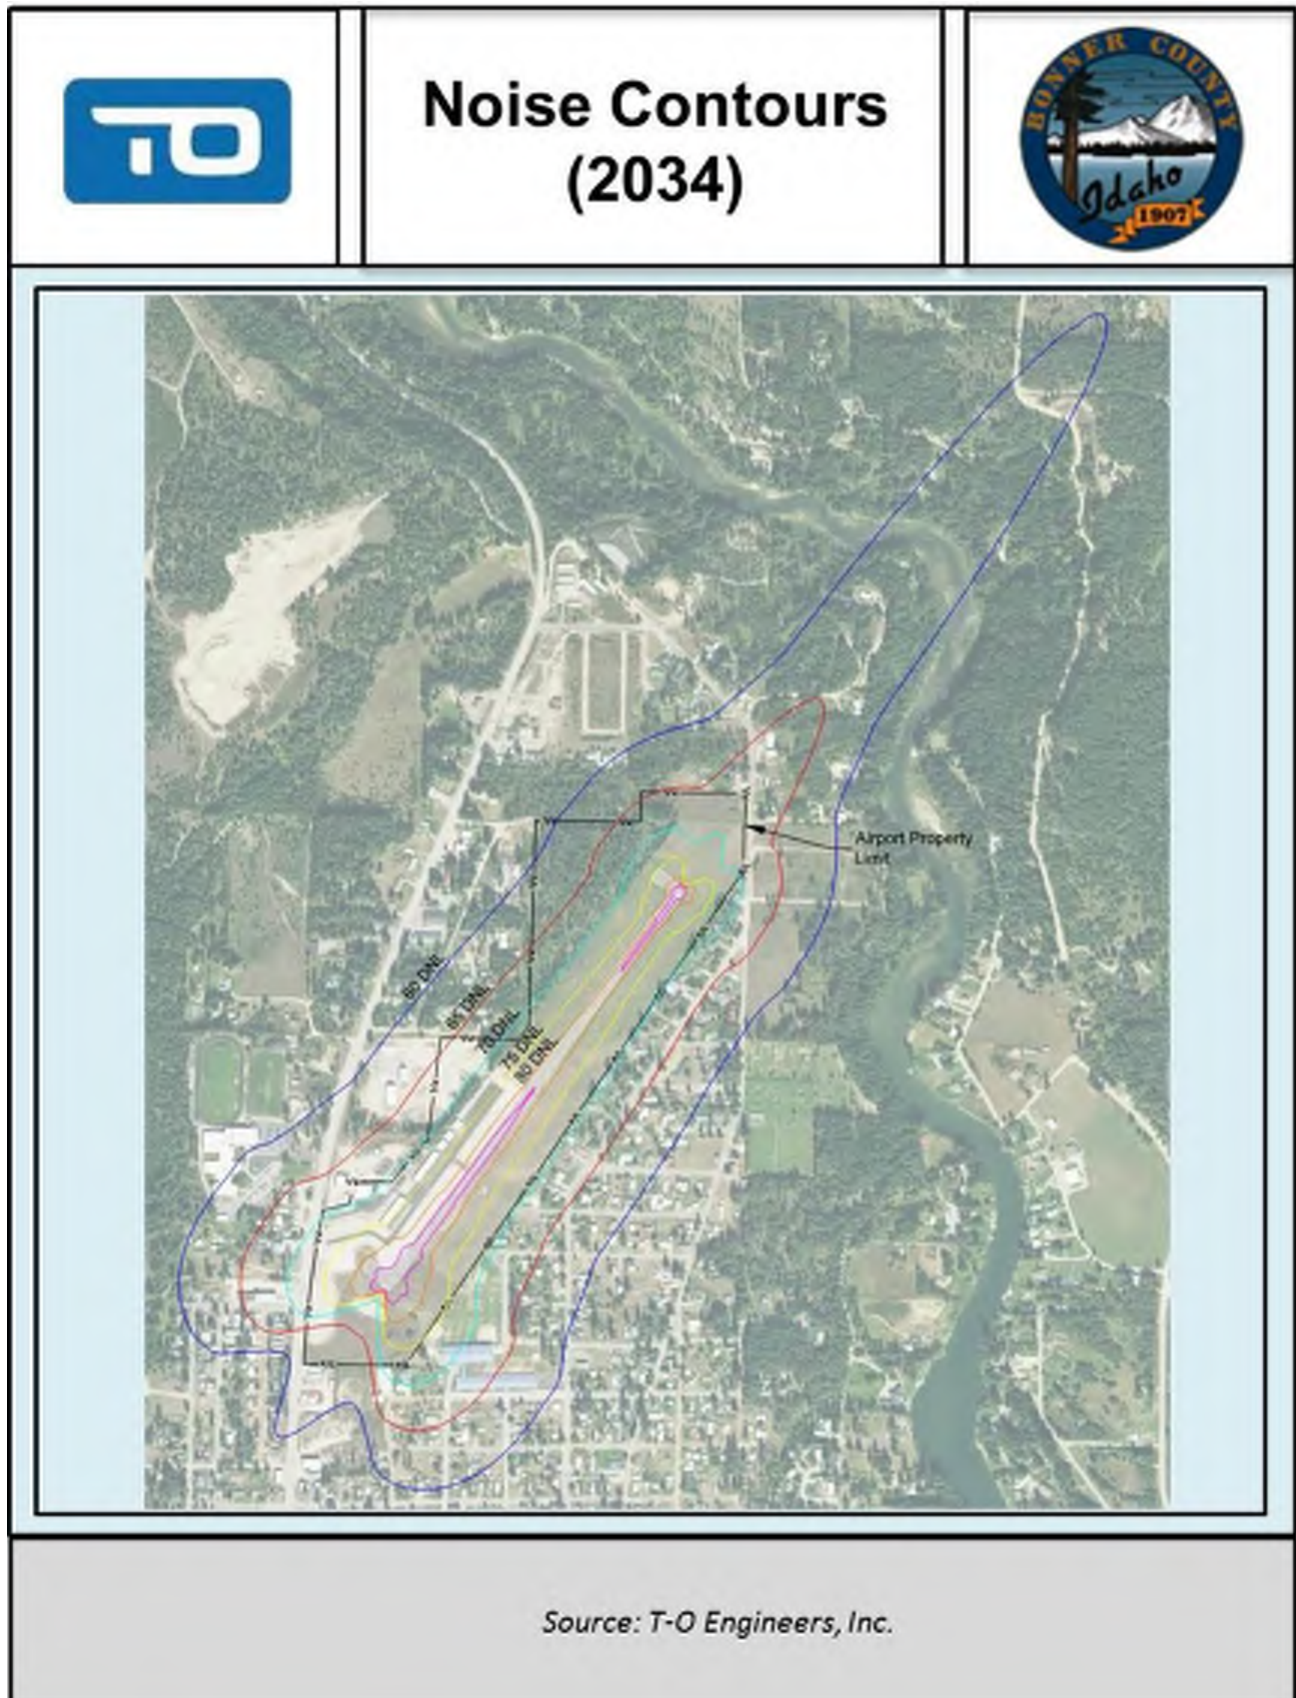 TO
Noise Contours
(2034)
BONNER COUNTY
Idaho
1907
Airport Property
Limit
60 DNL
65 DNL
70 DNL
75 DNL
80 DNL
Source: T-O Engineers, Inc.